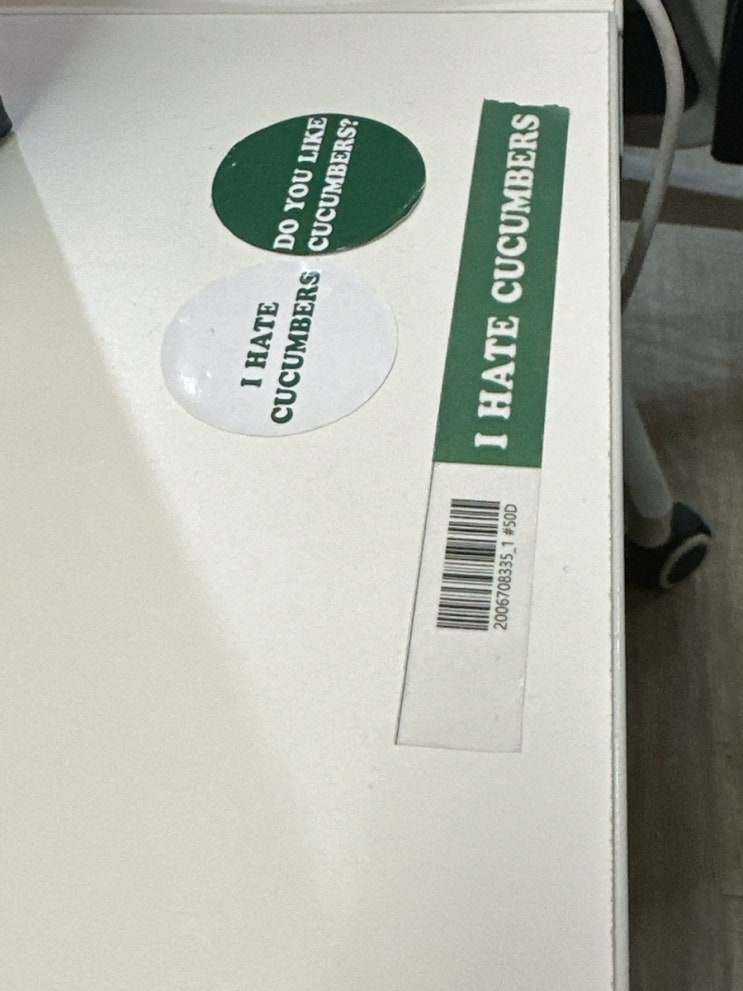 DO YOU LIKE
CUCUMBERS?
I HATE
CUCUMBERS
I HATE CUCUMBERS
2006708335_1 #50D